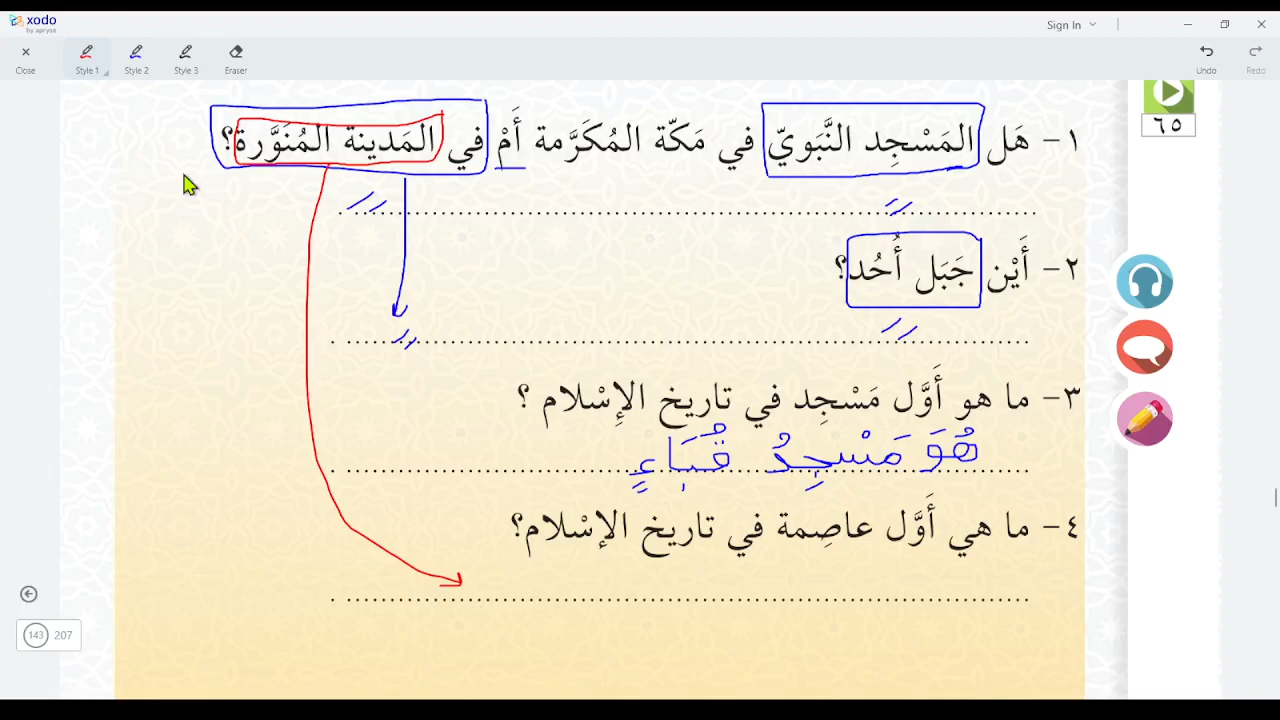 xodo
by apryse
Sign In
Close
Style 1
Style 2
Style 3
Eraser
Undo
Redo
٦٥
١- هَل المَسْجِد النَّبَويّ في مَكّة المُكَرَّمة أَمْ في المَدينة المُنَوَّرة؟
٢- أَيْن جَبَل أُحُد؟
٣- ما هو أَوَّل مَسْجِد في تاريخ الإِسْلام ؟
هُوَ مَسْجِدُ قُبَاءٍ
٤- ما هي أَوَّل عاصِمة في تاريخ الإسْلام؟
143 207